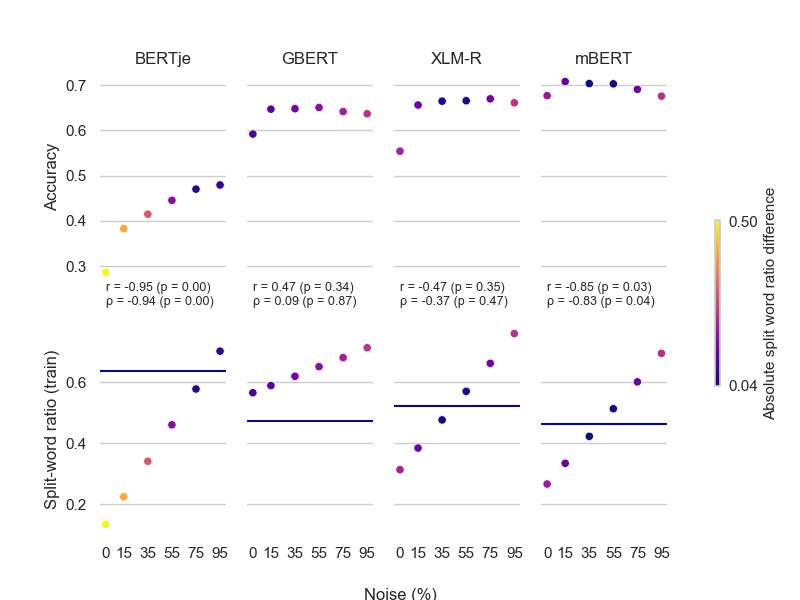 BERTje GBERT XLM-R mBERT
Accuracy
0.7
0.6
0.5
0.4
0.3
r = -0.95 (p = 0.00)
ρ = -0.94 (p = 0.00)
r = 0.47 (p = 0.34)
ρ = 0.09 (p = 0.87)
r = -0.47 (p = 0.35)
ρ = -0.37 (p = 0.47)
r = -0.85 (p = 0.03)
ρ = -0.83 (p = 0.04)
Split-word ratio (train)
0.6
0.4
0.2
0 15 35 55 75 95 0 15 35 55 75 95 0 15 35 55 75 95 0 15 35 55 75 95
Noise (%)
0.50
0.04
Absolute split word ratio difference